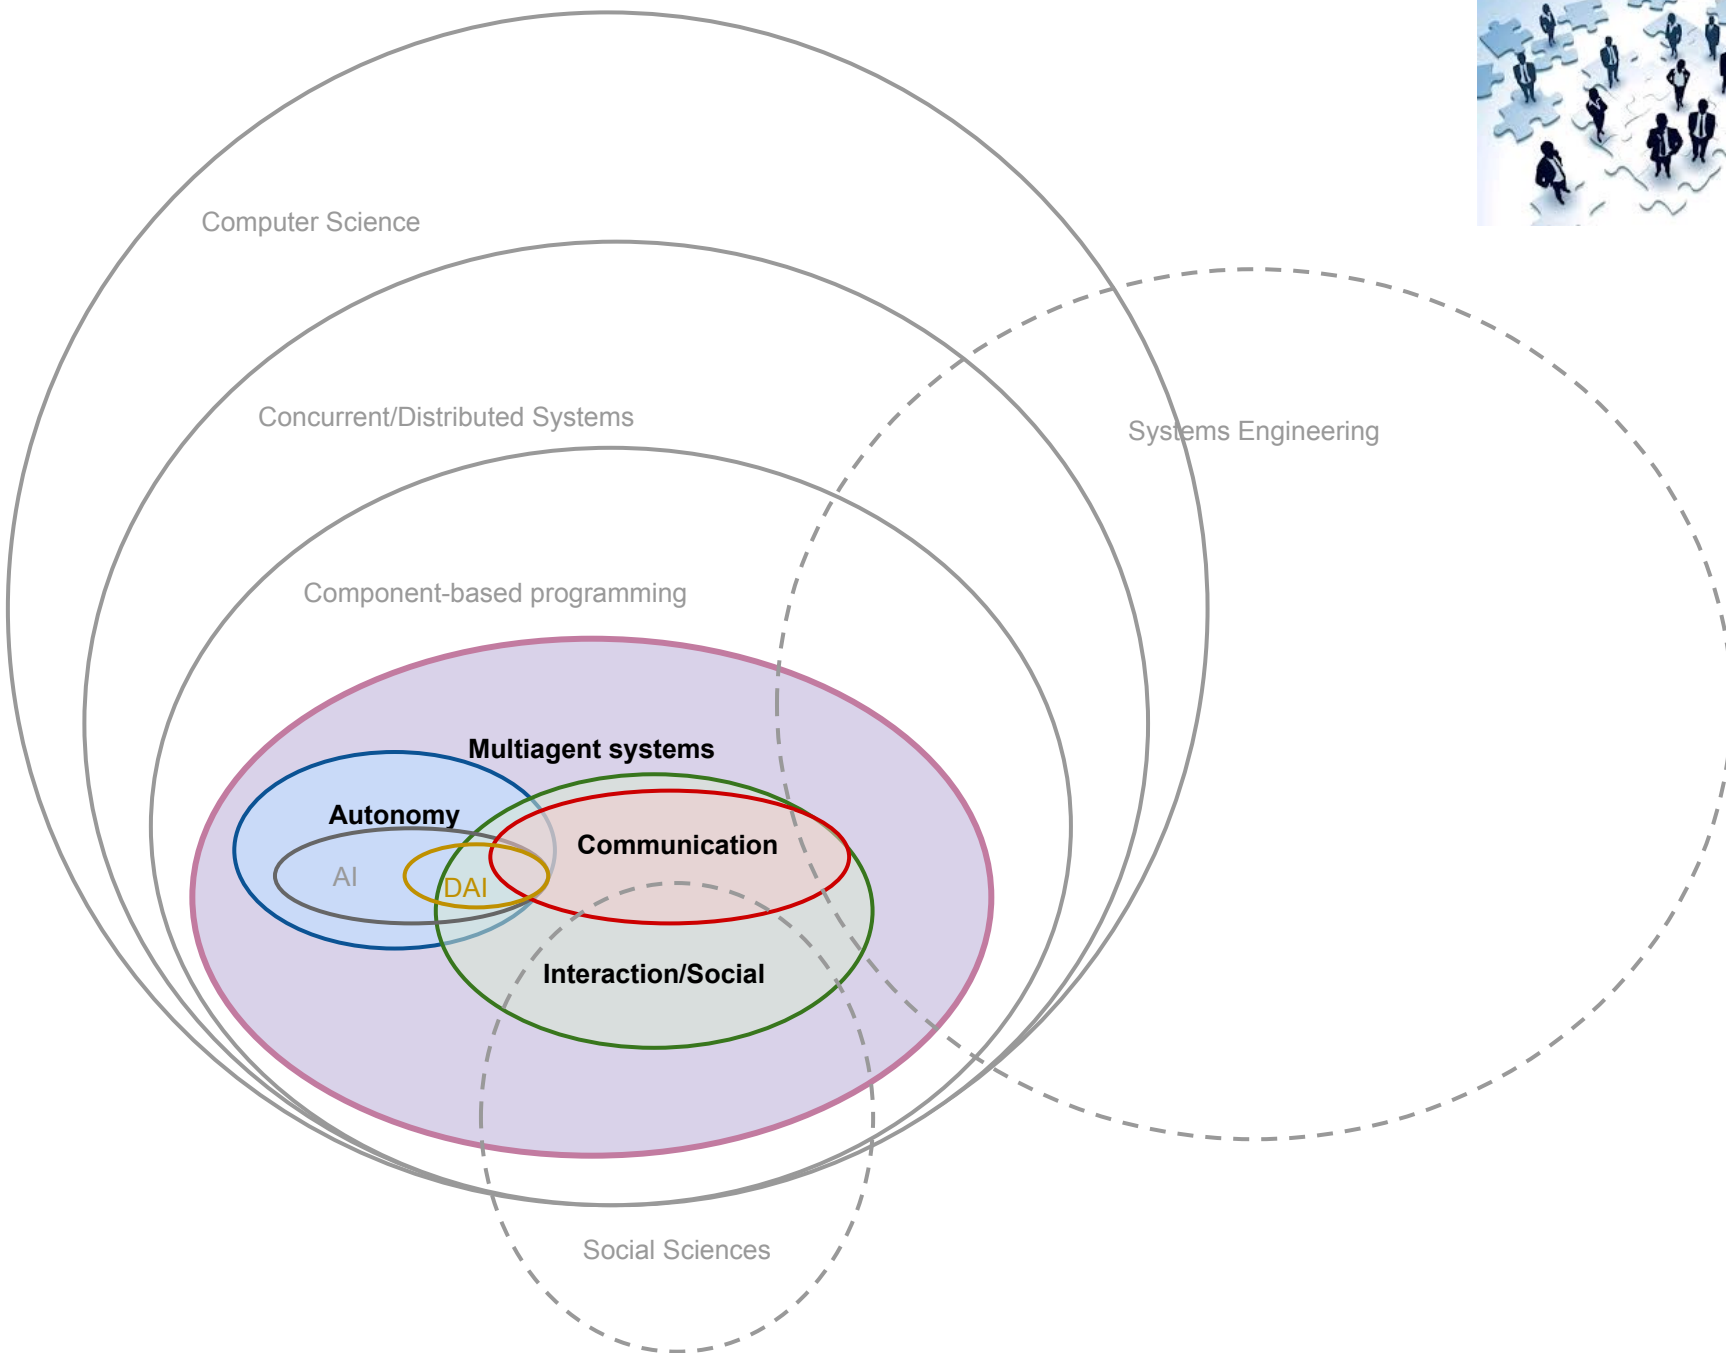 Computer Science
Concurrent/Distributed Systems
Systems Engineering
Component-based programming
Multiagent systems
Autonomy
Communication
AI
DAI
Interaction/Social
Social Sciences